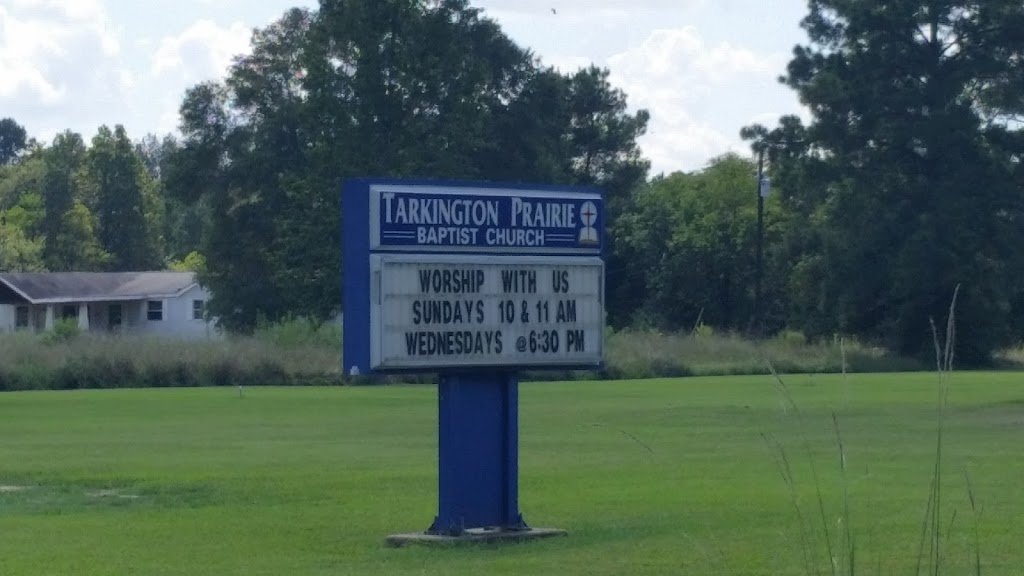 TARKINGTON PRAIRIE
BAPTIST CHURCH
WORSHIP WITH US
SUNDAYS 10 & 11 AM
WEDNESDAYS @ 6:30 PM